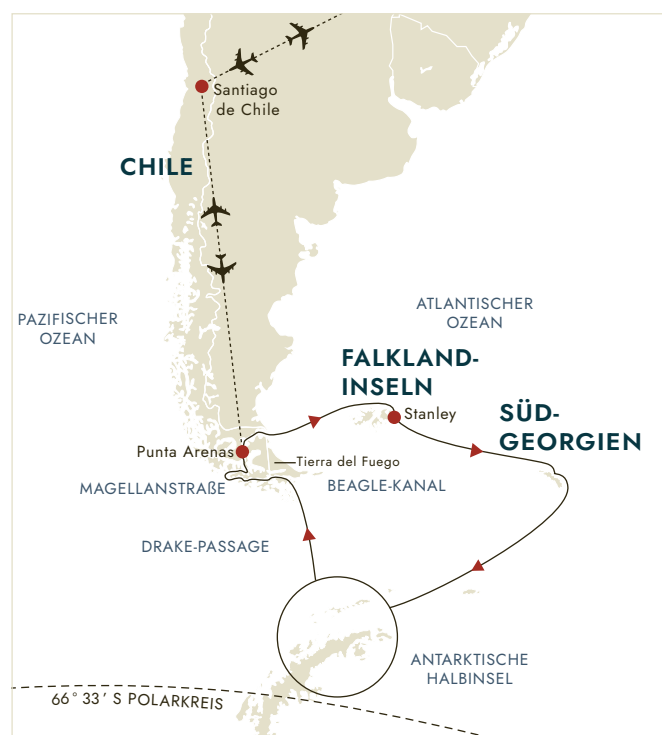 Santiago
de Chile
CHILE
PAZIFISCHER
OZEAN
ATLANTISCHER
OZEAN
FALKLAND-
INSELN
Stanley
SÜD-
GEORGIEN
Punta Arenas
Tierra del Fuego
MAGELLANSTRAßE
BEAGLE-KANAL
DRAKE-PASSAGE
ANTARKTISCHE
HALBINSEL
66° 33’ S POLARKREIS